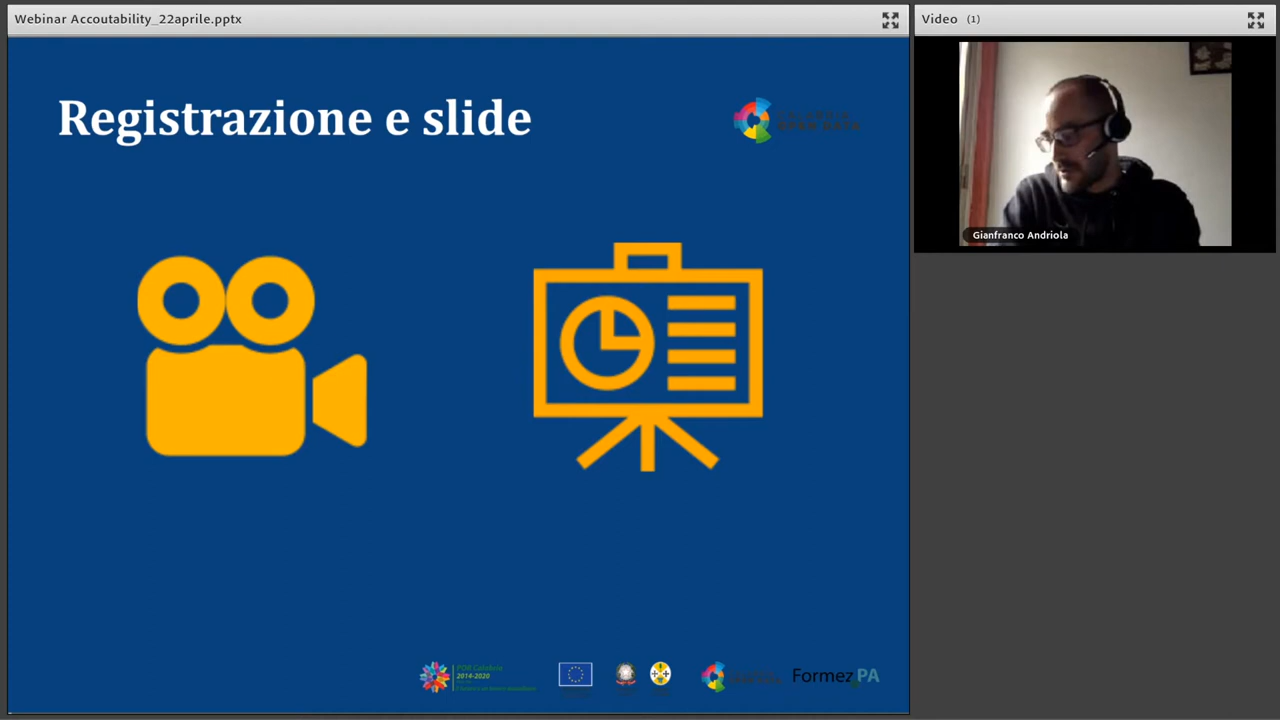 Webinar Accoutability_22aprile.pptx
Video (1)
Registrazione e slide
Gianfranco Andriola
POR Calabria
2014-2020
FormezPA